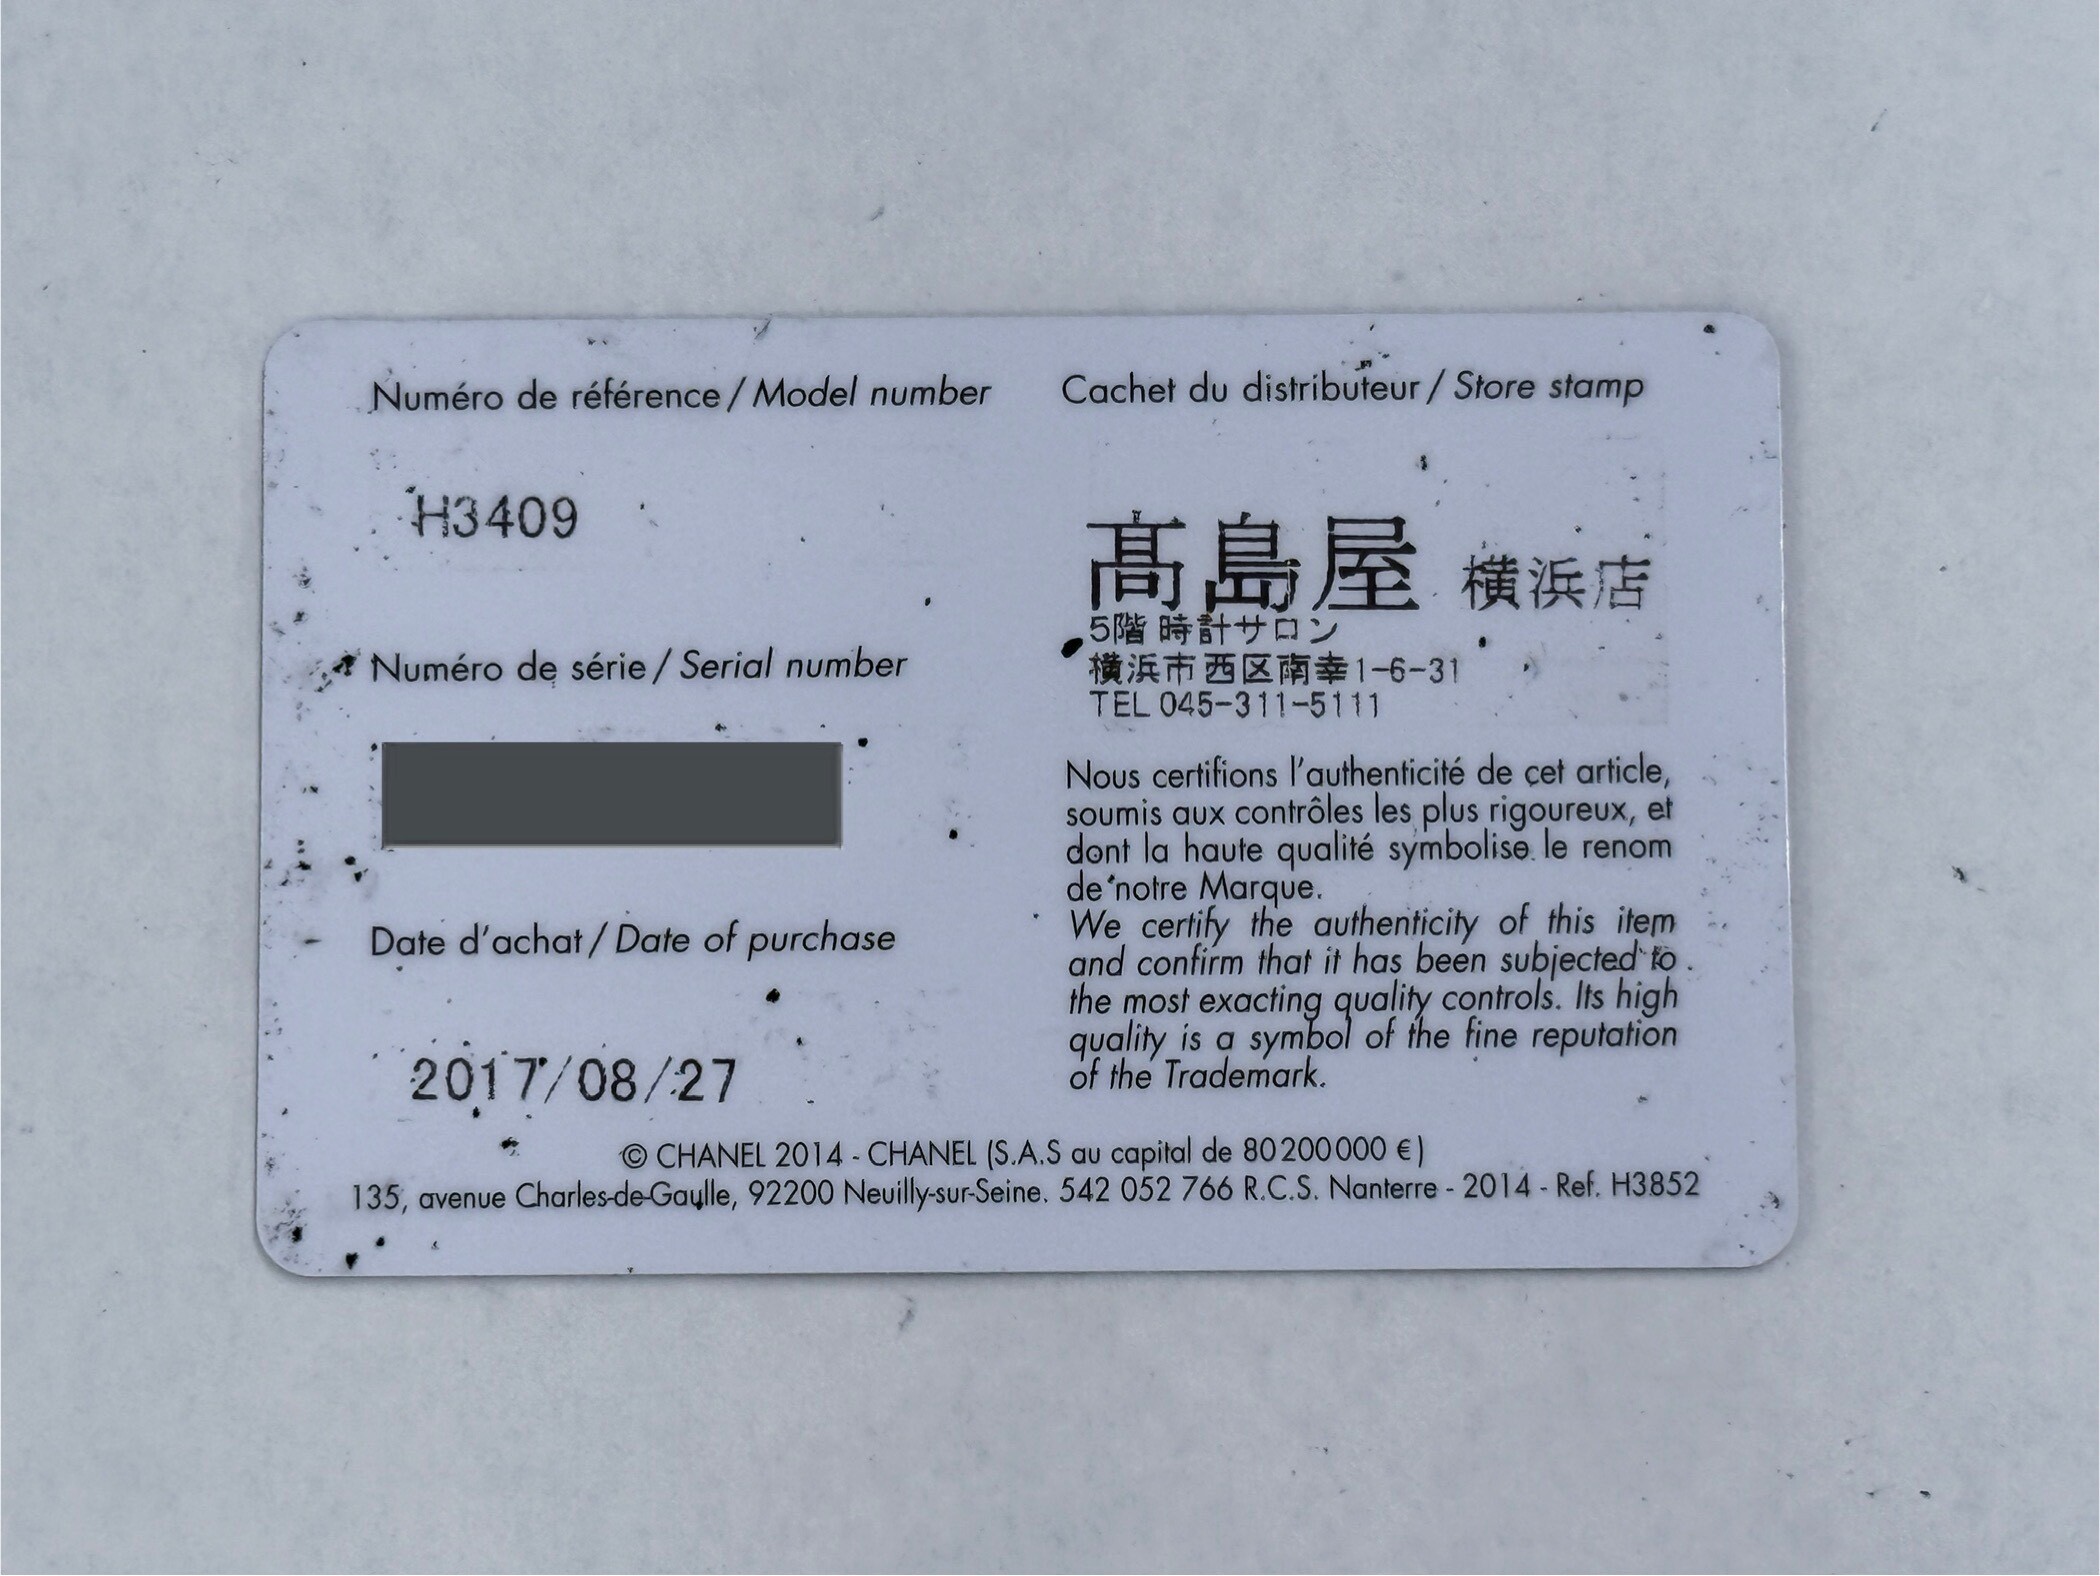 Numéro de référence / Model number
H3409
Numéro de série / Serial number
Date d'achat / Date of purchase
2017/08/27
Cachet du distributeur / Store stamp
髙島屋 横浜店
5階 時計サロン
横浜市西区南幸1-6-31
TEL 045-311-5111
Nous certifions l'authenticité de cet article,
soumis aux contrôles les plus rigoureux, et
dont la haute qualité symbolise le renom
de notre Marque.
We certify the authenticity of this item
and confirm that it has been subjected to
the most exacting quality controls. Its high
quality is a symbol of the fine reputation
of the Trademark.
© CHANEL 2014 - CHANEL (S.A.S au capital de 80 200 000 €)
135, avenue Charles-de-Gaulle, 92200 Neuilly-sur-Seine. 542 052 766 R.C.S. Nanterre - 2014 - Ref. H3852